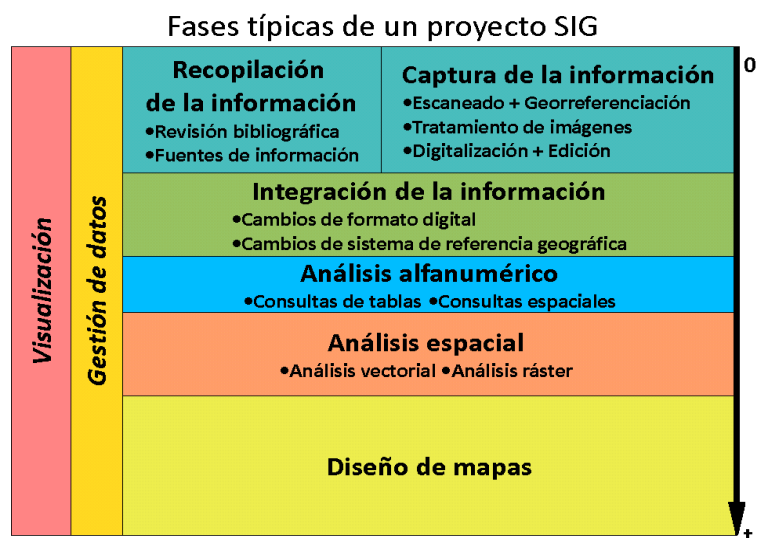 Fases típicas de un proyecto SIG
Visualización
Gestión de datos
Recopilación
de la información
•Revisión bibliográfica
•Fuentes de información
Captura de la información
•Escaneado + Georreferenciación
•Tratamiento de imágenes
•Digitalización + Edición
Integración de la información
•Cambios de formato digital
•Cambios de sistema de referencia geográfica
Análisis alfanumérico
•Consultas de tablas •Consultas espaciales
Análisis espacial
•Análisis vectorial •Análisis ráster
Diseño de mapas
0
t